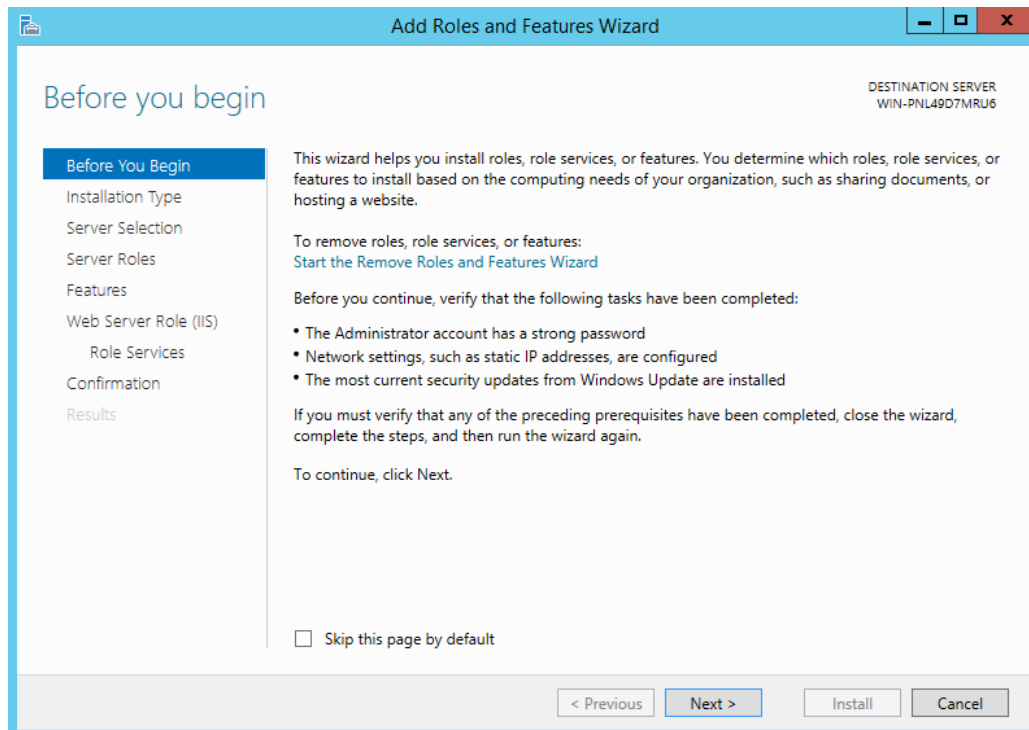 Add Roles and Features Wizard
Before you begin
DESTINATION SERVER
WIN-PNL49D7MRU6
Before You Begin
Installation Type
Server Selection
Server Roles
Features
Web Server Role (IIS)
Role Services
Confirmation
Results
This wizard helps you install roles, role services, or features. You determine which roles, role services, or
features to install based on the computing needs of your organization, such as sharing documents, or
hosting a website.
To remove roles, role services, or features:
Start the Remove Roles and Features Wizard
Before you continue, verify that the following tasks have been completed:
• The Administrator account has a strong password
• Network settings, such as static IP addresses, are configured
• The most current security updates from Windows Update are installed
If you must verify that any of the preceding prerequisites have been completed, close the wizard,
complete the steps, and then run the wizard again.
To continue, click Next.
Skip this page by default
< Previous
Next >
Install
Cancel